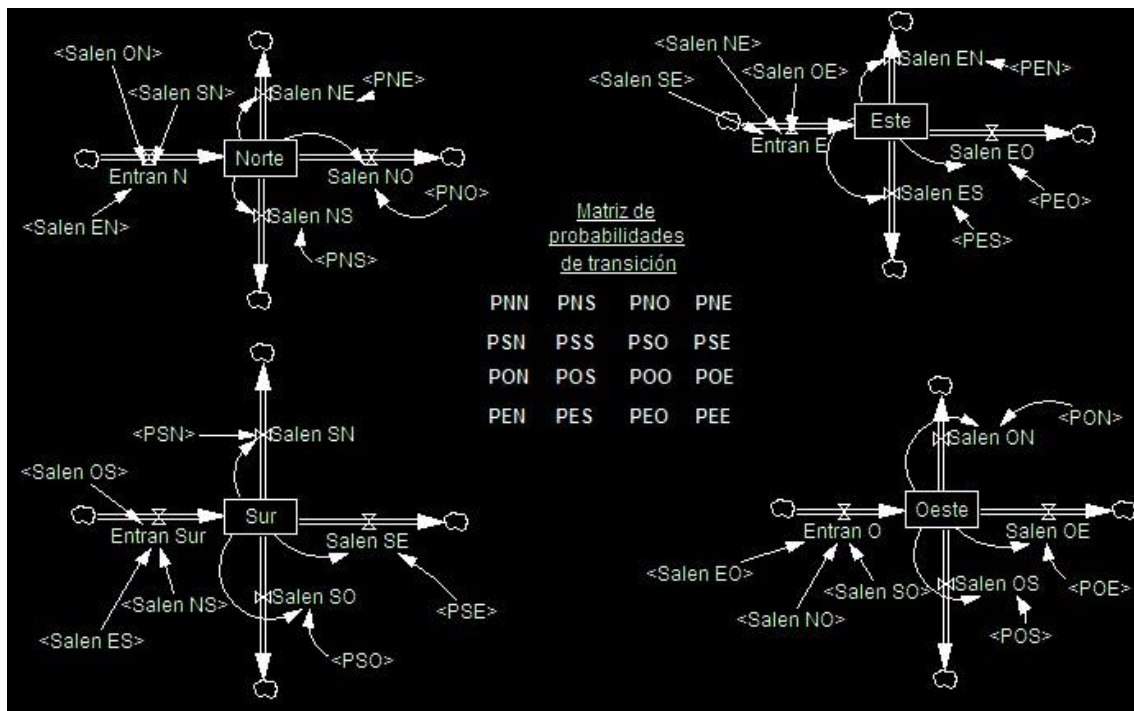 <Salen ON>
<Salen SN>
Salen NE
<PNE>
Norte
Entran N
Salen NO
<Salen EN>
Salen NS
<PNO>
<PNS>
<Salen NE>
<Salen OE>
Salen EN
<PEN>
<Salen SE>
Este
Entran E
Salen EO
Salen ES
<PEO>
<PES>
Matriz de
probabilidades
de transición
PNN PNS PNO PNE
PSN PSS PSO PSE
PON POS POO POE
PEN PES PEO PEE
<PSN>
Salen SN
<Salen OS>
Sur
Entran Sur
Salen SE
<Salen NS>
Salen SO
<PSE>
<Salen ES>
<PSO>
<PON>
Salen ON
Oeste
Entran O
Salen OE
<Salen EO>
<Salen SO>
Salen OS
<POE>
<Salen NO>
<POS>